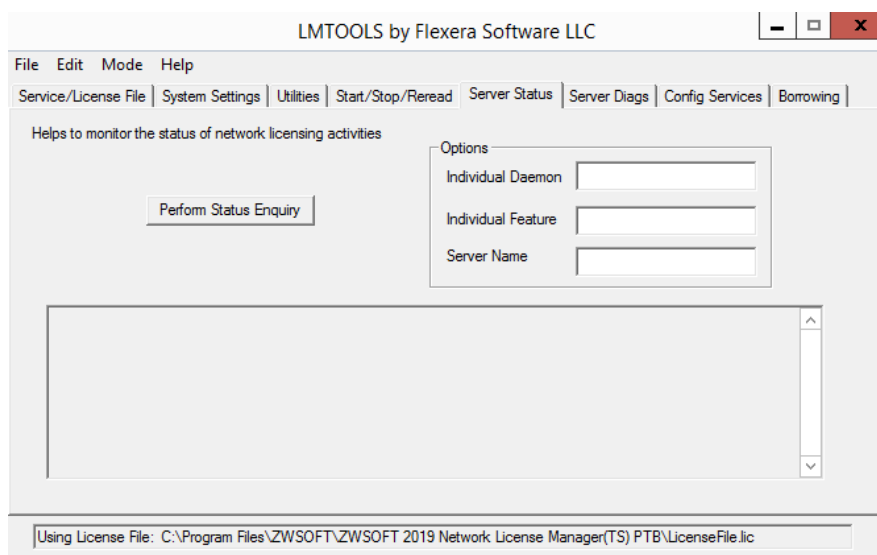 LMTOOLS by Flexera Software LLC
File Edit Mode Help
Service/License File System Settings Utilities Start/Stop/Reread Server Status Server Diags Config Services Borrowing
Helps to monitor the status of network licensing activities
Options
Individual Daemon
Perform Status Enquiry
Individual Feature
Server Name
Using License File: C:\Program Files\ZWSOFT\ZWSOFT 2019 Network License Manager(TS) PTB\LicenseFile.lic